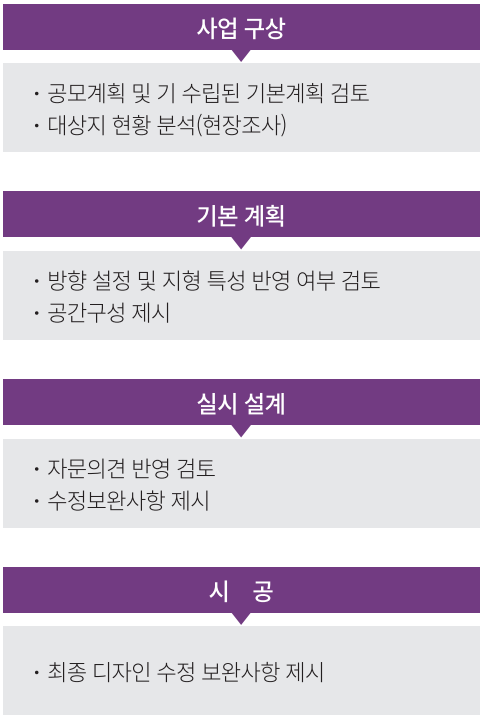 사업 구상
• 공모계획 및 기 수립된 기본계획 검토
• 대상지 현황 분석(현장조사)
기본 계획
• 방향 설정 및 지형 특성 반영 여부 검토
• 공간구성 제시
실시 설계
• 자문의견 반영 검토
• 수정보완사항 제시
시 공
• 최종 디자인 수정 보완사항 제시